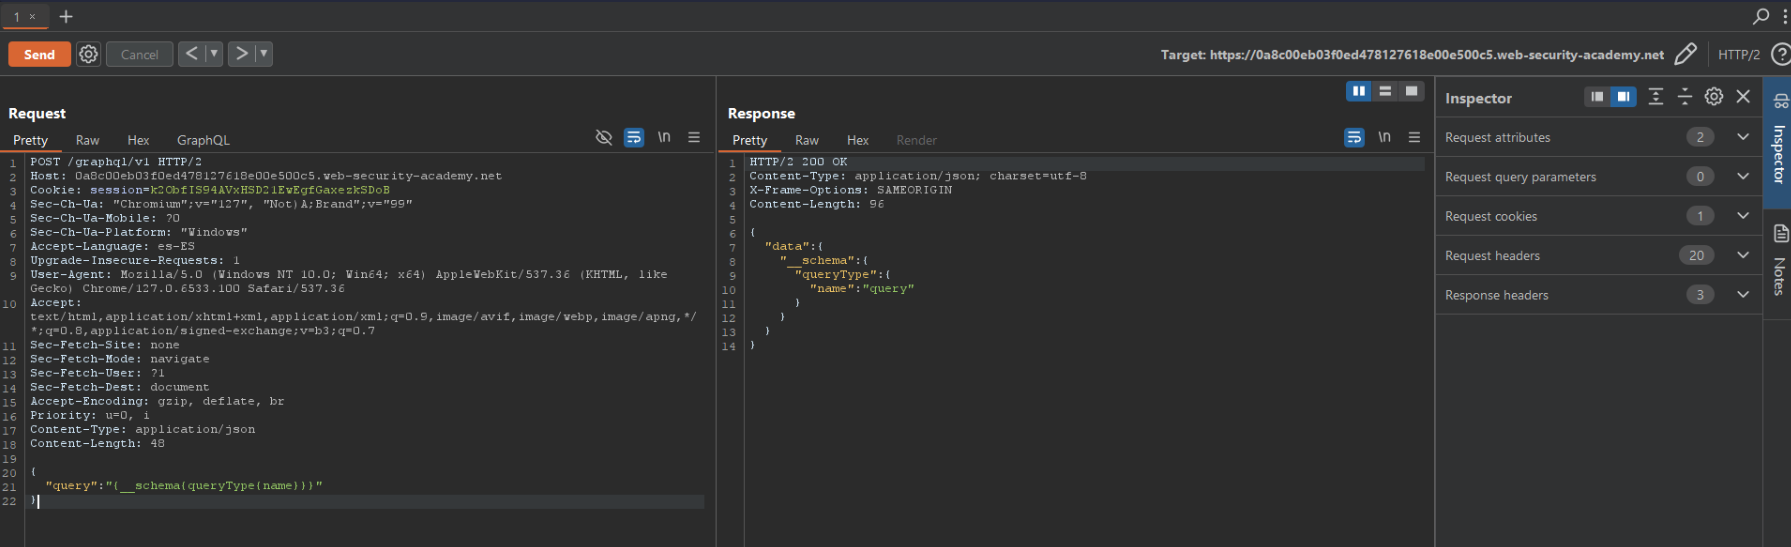 1 ×
Send Cancel < > Target: https://0a8c00eb03f0ed478127618e00e500c5.web-security-academy.net HTTP/2
Request
Pretty Raw Hex GraphQL \n
1 POST /graphql/v1 HTTP/2
2 Host: 0a8c00eb03f0ed478127618e00e500c5.web-security-academy.net
3 Cookie: session=k2ObfIS94AVxHSD21EwEgfGaxezkSDoB
4 Sec-Ch-Ua: "Chromium";v="127", "Not)A;Brand";v="99"
5 Sec-Ch-Ua-Mobile: ?0
6 Sec-Ch-Ua-Platform: "Windows"
7 Accept-Language: es-ES
8 Upgrade-Insecure-Requests: 1
9 User-Agent: Mozilla/5.0 (Windows NT 10.0; Win64; x64) AppleWebKit/537.36 (KHTML, like
Gecko) Chrome/127.0.6533.100 Safari/537.36
10 Accept:
text/html,application/xhtml+xml,application/xml;q=0.9,image/avif,image/webp,image/apng,*/
*;q=0.8,application/signed-exchange;v=b3;q=0.7
11 Sec-Fetch-Site: none
12 Sec-Fetch-Mode: navigate
13 Sec-Fetch-User: ?1
14 Sec-Fetch-Dest: document
15 Accept-Encoding: gzip, deflate, br
16 Priority: u=0, i
17 Content-Type: application/json
18 Content-Length: 48
19
20 {
21 "query":"{__schema{queryType{name}}}"
22 }
Response
Pretty Raw Hex Render \n
1 HTTP/2 200 OK
2 Content-Type: application/json; charset=utf-8
3 X-Frame-Options: SAMEORIGIN
4 Content-Length: 96
5
6 {
7 "data":{
8 "__schema":{
9 "queryType":{
10 "name":"query"
11 }
12 }
13 }
14 }
Inspector
Request attributes 2
Request query parameters 0
Request cookies 1
Request headers 20
Response headers 3
Inspector
Notes